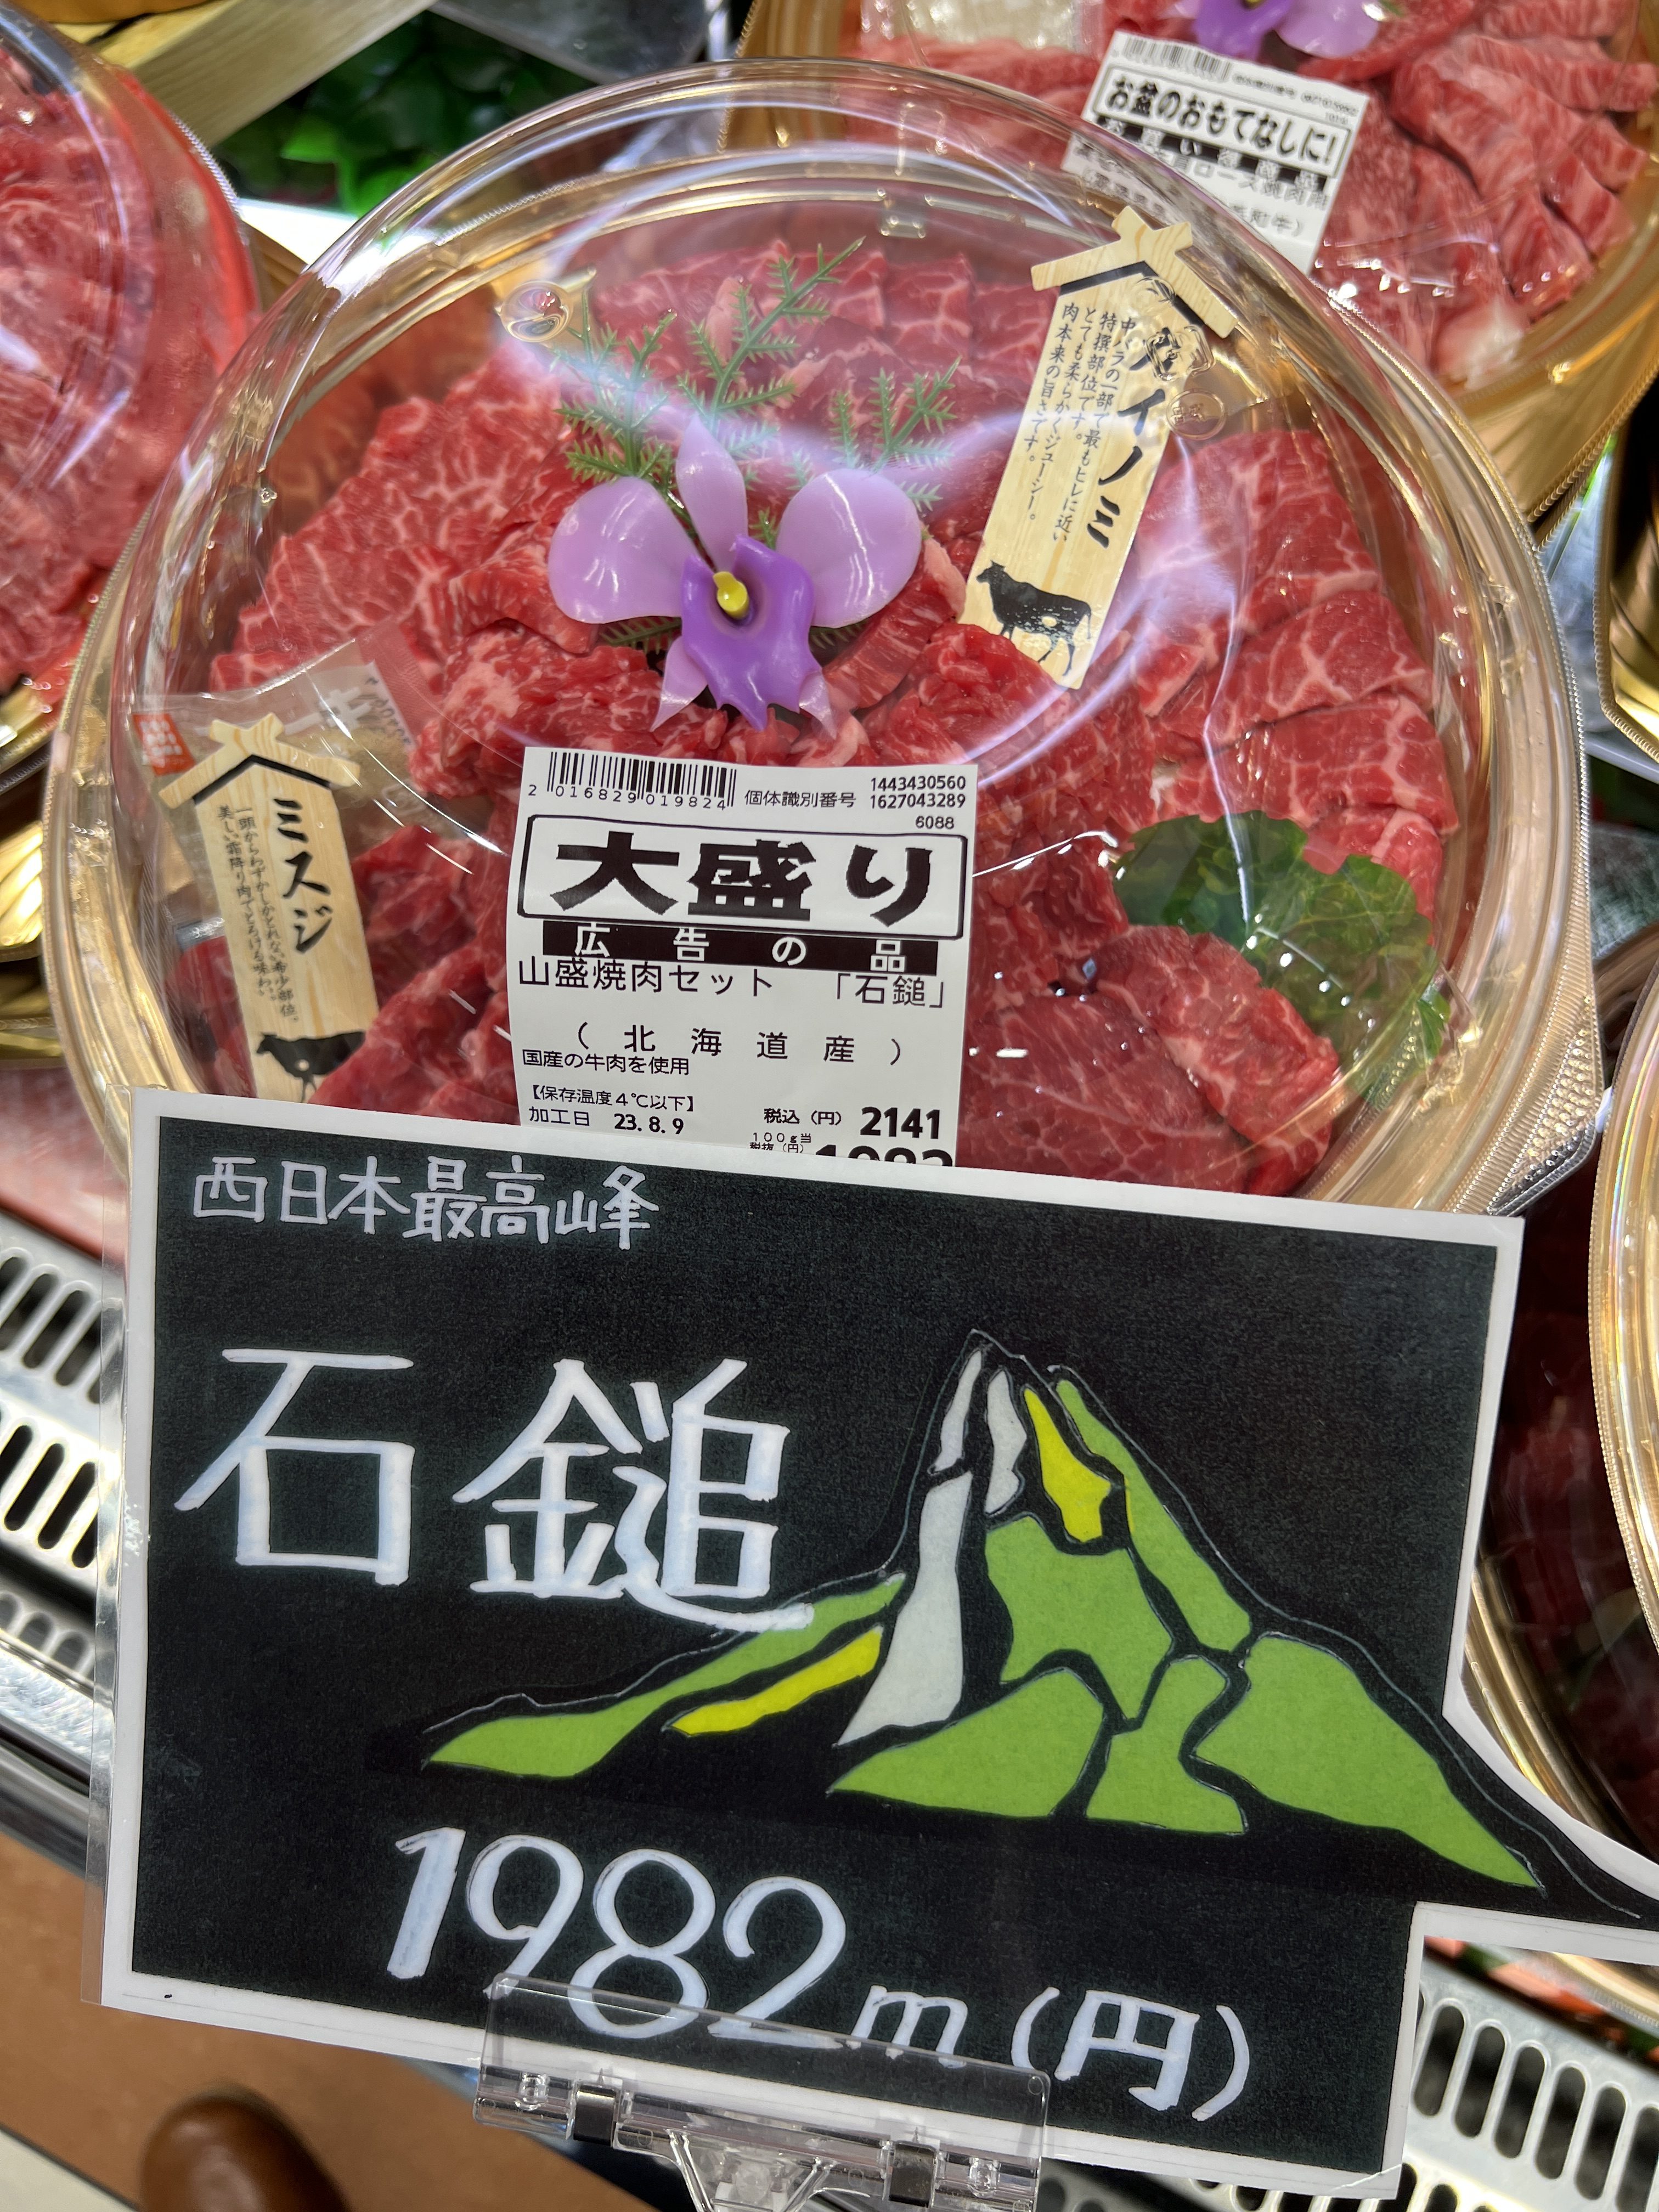 お盆のおもてなしに!
カイノミ
中バラの一部で最もヒレに近い
特撰部位です。
とても柔らかくジューシー。
肉本来の旨さです。
ミスジ
一頭からわずかしかとれない希少部位。
美しい霜降り肉でとろける味わい。
2 016829 019824
個体識別番号
1443430560
1627043289
6088
大盛り
広告の品
山盛焼肉セット 「石鎚」
(北海道産)
国産の牛肉を使用
【保存温度4℃以下】
加工日 23.8.9
税込(円) 2141
100g当
税抜(円) 1982
西日本最高峰
石鎚
1982m(円)